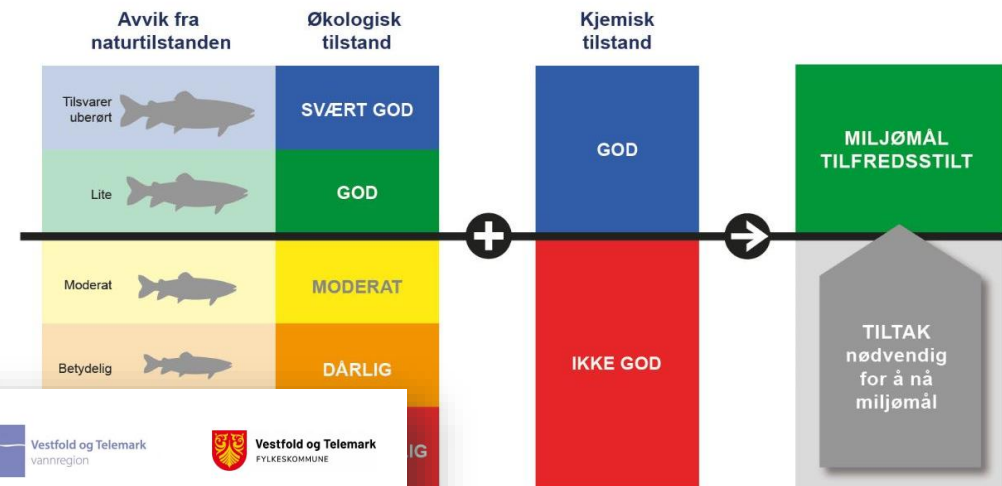 Avvik fra
naturtilstanden
Økologisk
tilstand
Kjemisk
tilstand
Tilsvarer
uberørt
SVÆRT GOD
GOD
MILJØMÅL
TILFREDSSTILT
Lite
GOD
Moderat
MODERAT
Betydelig
DÅRLIG
IKKE GOD
TILTAK
nødvendig
for å nå
miljømål
Vestfold og Telemark
vannregion
Vestfold og Telemark
FYLKESKOMMUNE
IG